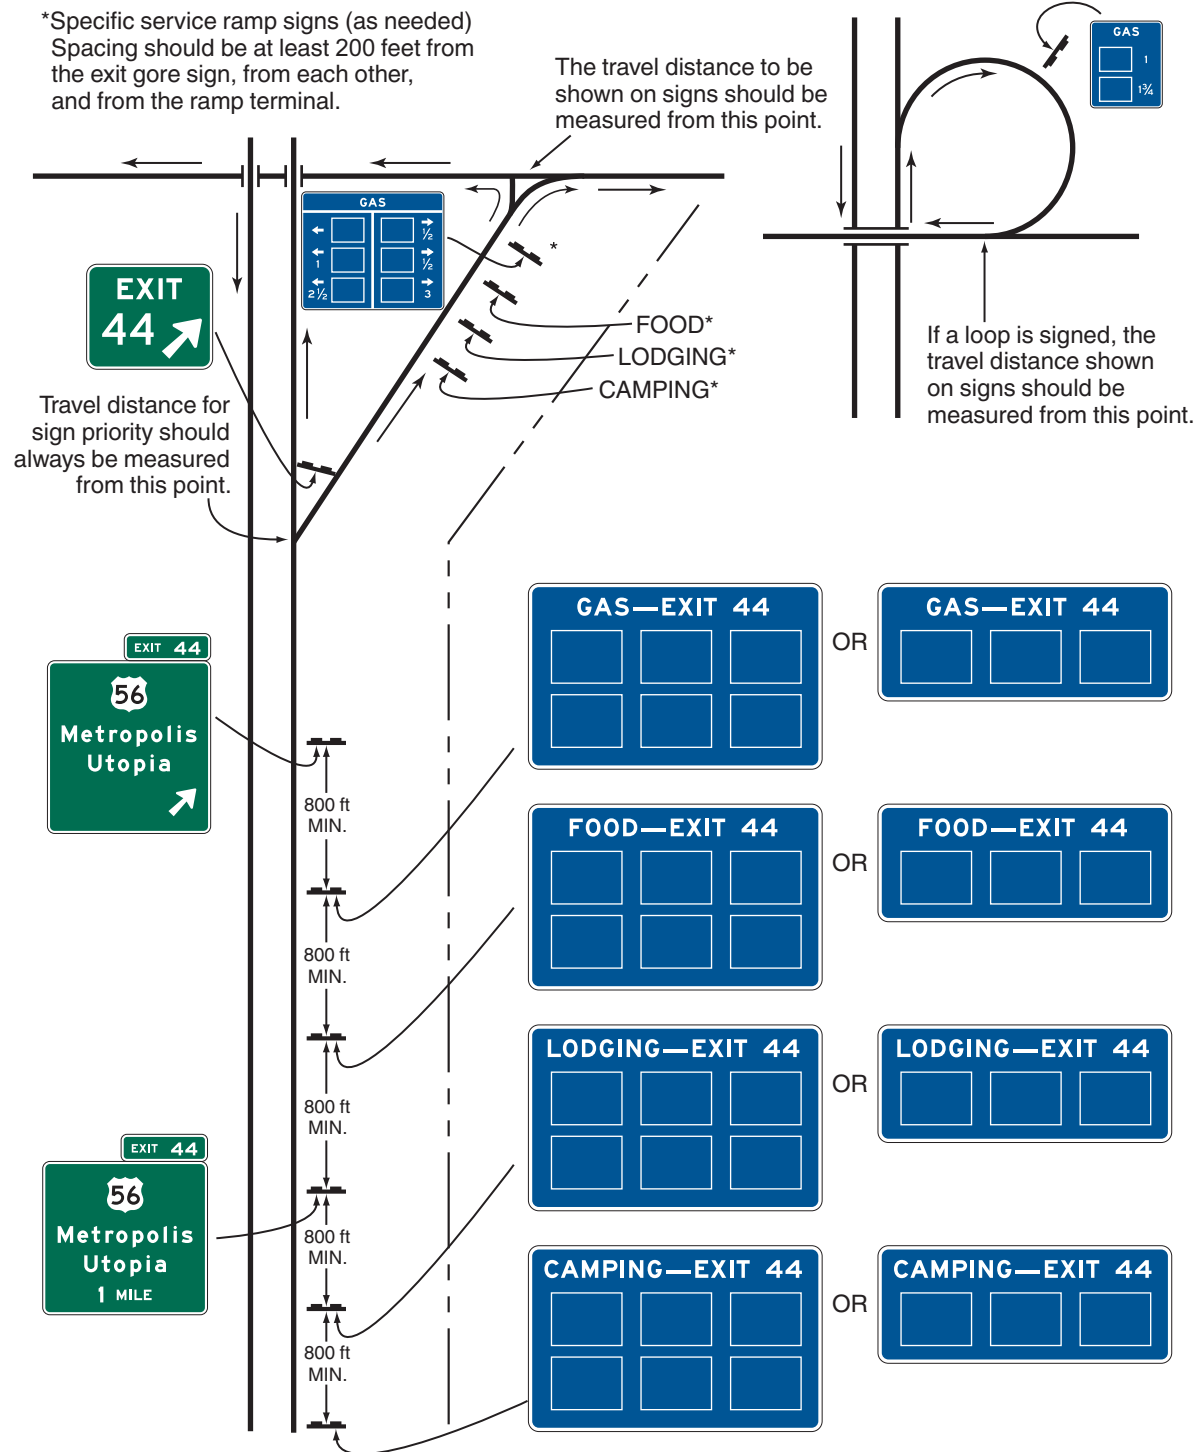 *Specific service ramp signs (as needed)
Spacing should be at least 200 feet from
the exit gore sign, from each other,
and from the ramp terminal.
The travel distance to be
shown on signs should be
measured from this point.
GAS
1
1¾
GAS
← → ½
← 1 → ½
← 2½ → 3
*
EXIT
44
FOOD*
LODGING*
CAMPING*
If a loop is signed, the
travel distance shown
on signs should be
measured from this point.
Travel distance for
sign priority should
always be measured
from this point.
EXIT 44
56
Metropolis
Utopia
800 ft
MIN.
800 ft
MIN.
800 ft
MIN.
800 ft
MIN.
800 ft
MIN.
EXIT 44
56
Metropolis
Utopia
1 MILE
GAS—EXIT 44
OR
GAS—EXIT 44
FOOD—EXIT 44
OR
FOOD—EXIT 44
LODGING—EXIT 44
OR
LODGING—EXIT 44
CAMPING—EXIT 44
OR
CAMPING—EXIT 44